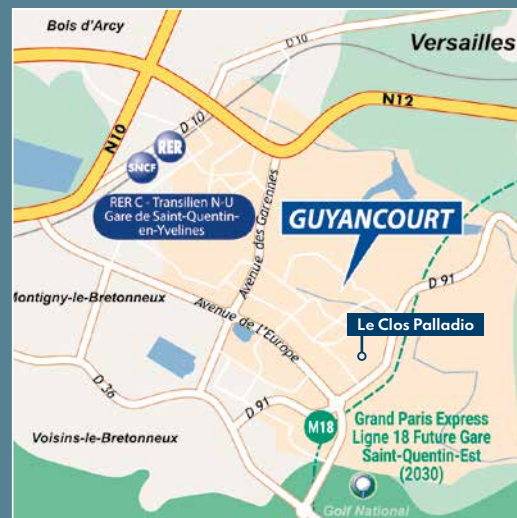 Bois d'Arcy
D 10
Versailles
N12
N10
D 10
RER
SNCF
RER C - Transilien N-U
Gare de Saint-Quentin-
en-Yvelines
Avenue des Garennes
GUYANCOURT
D 91
Montigny-le-Bretonneux
Avenue de l'Europe
Le Clos Palladio
D 36
D 91
M18
Grand Paris Express
Ligne 18 Future Gare
Saint-Quentin-Est
(2030)
Voisins-le-Bretonneux
Golf National